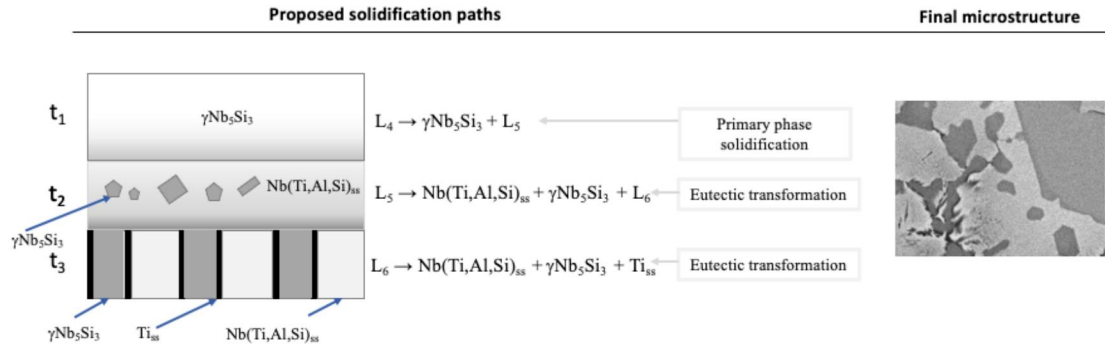 Proposed solidification paths
Final microstructure
t₁
γNb₅Si₃
L₄ → γNb₅Si₃ + L₅
Primary phase
solidification
t₂
Nb(Ti,Al,Si)ₛₛ
L₅ → Nb(Ti,Al,Si)ₛₛ + γNb₅Si₃ + L₆
Eutectic transformation
γNb₅Si₃
t₃
L₆ → Nb(Ti,Al,Si)ₛₛ + γNb₅Si₃ + Tiₛₛ
Eutectic transformation
γNb₅Si₃
Tiₛₛ
Nb(Ti,Al,Si)ₛₛ